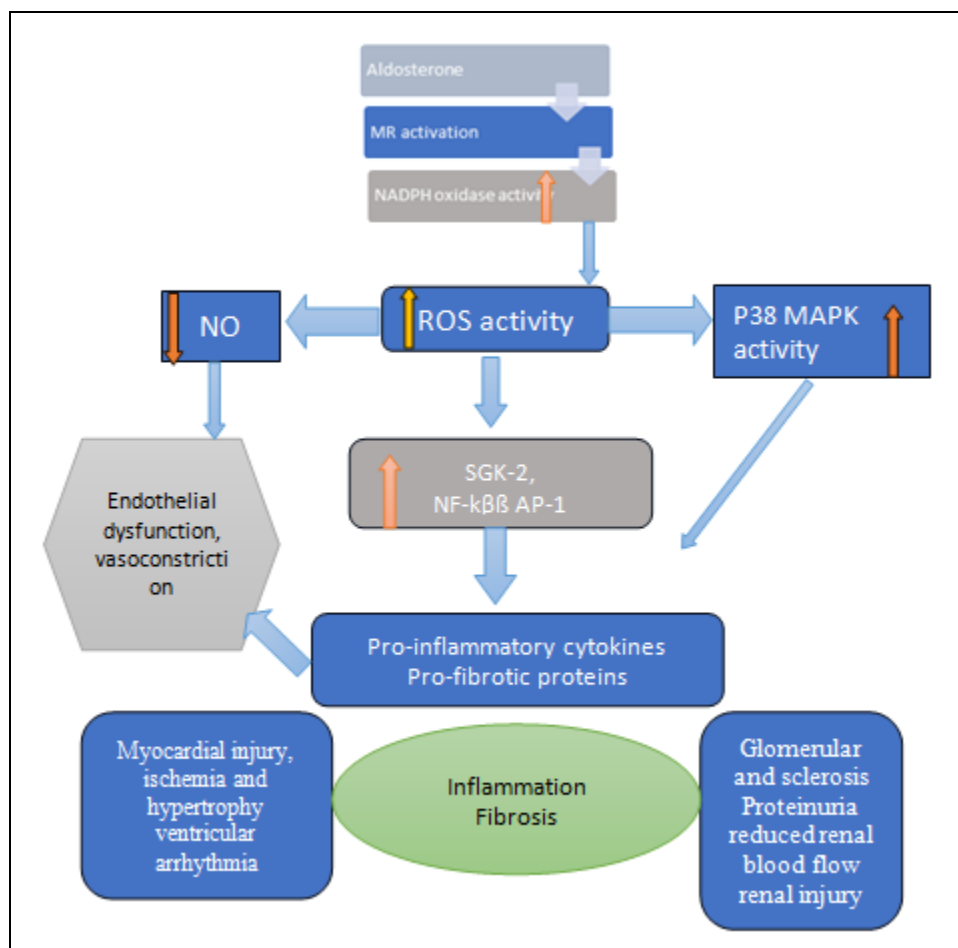 Aldosterone
MR activation
NADPH oxidase activity
NO
ROS activity
P38 MAPK
activity
SGK-2,
NF-kβß AP-1
Endothelial
dysfunction,
vasoconstricti
on
Pro-inflammatory cytokines
Pro-fibrotic proteins
Myocardial injury,
ischemia and
hypertrophy
ventricular
arrhythmia
Inflammation
Fibrosis
Glomerular
and sclerosis
Proteinuria
reduced renal
blood flow
renal injury